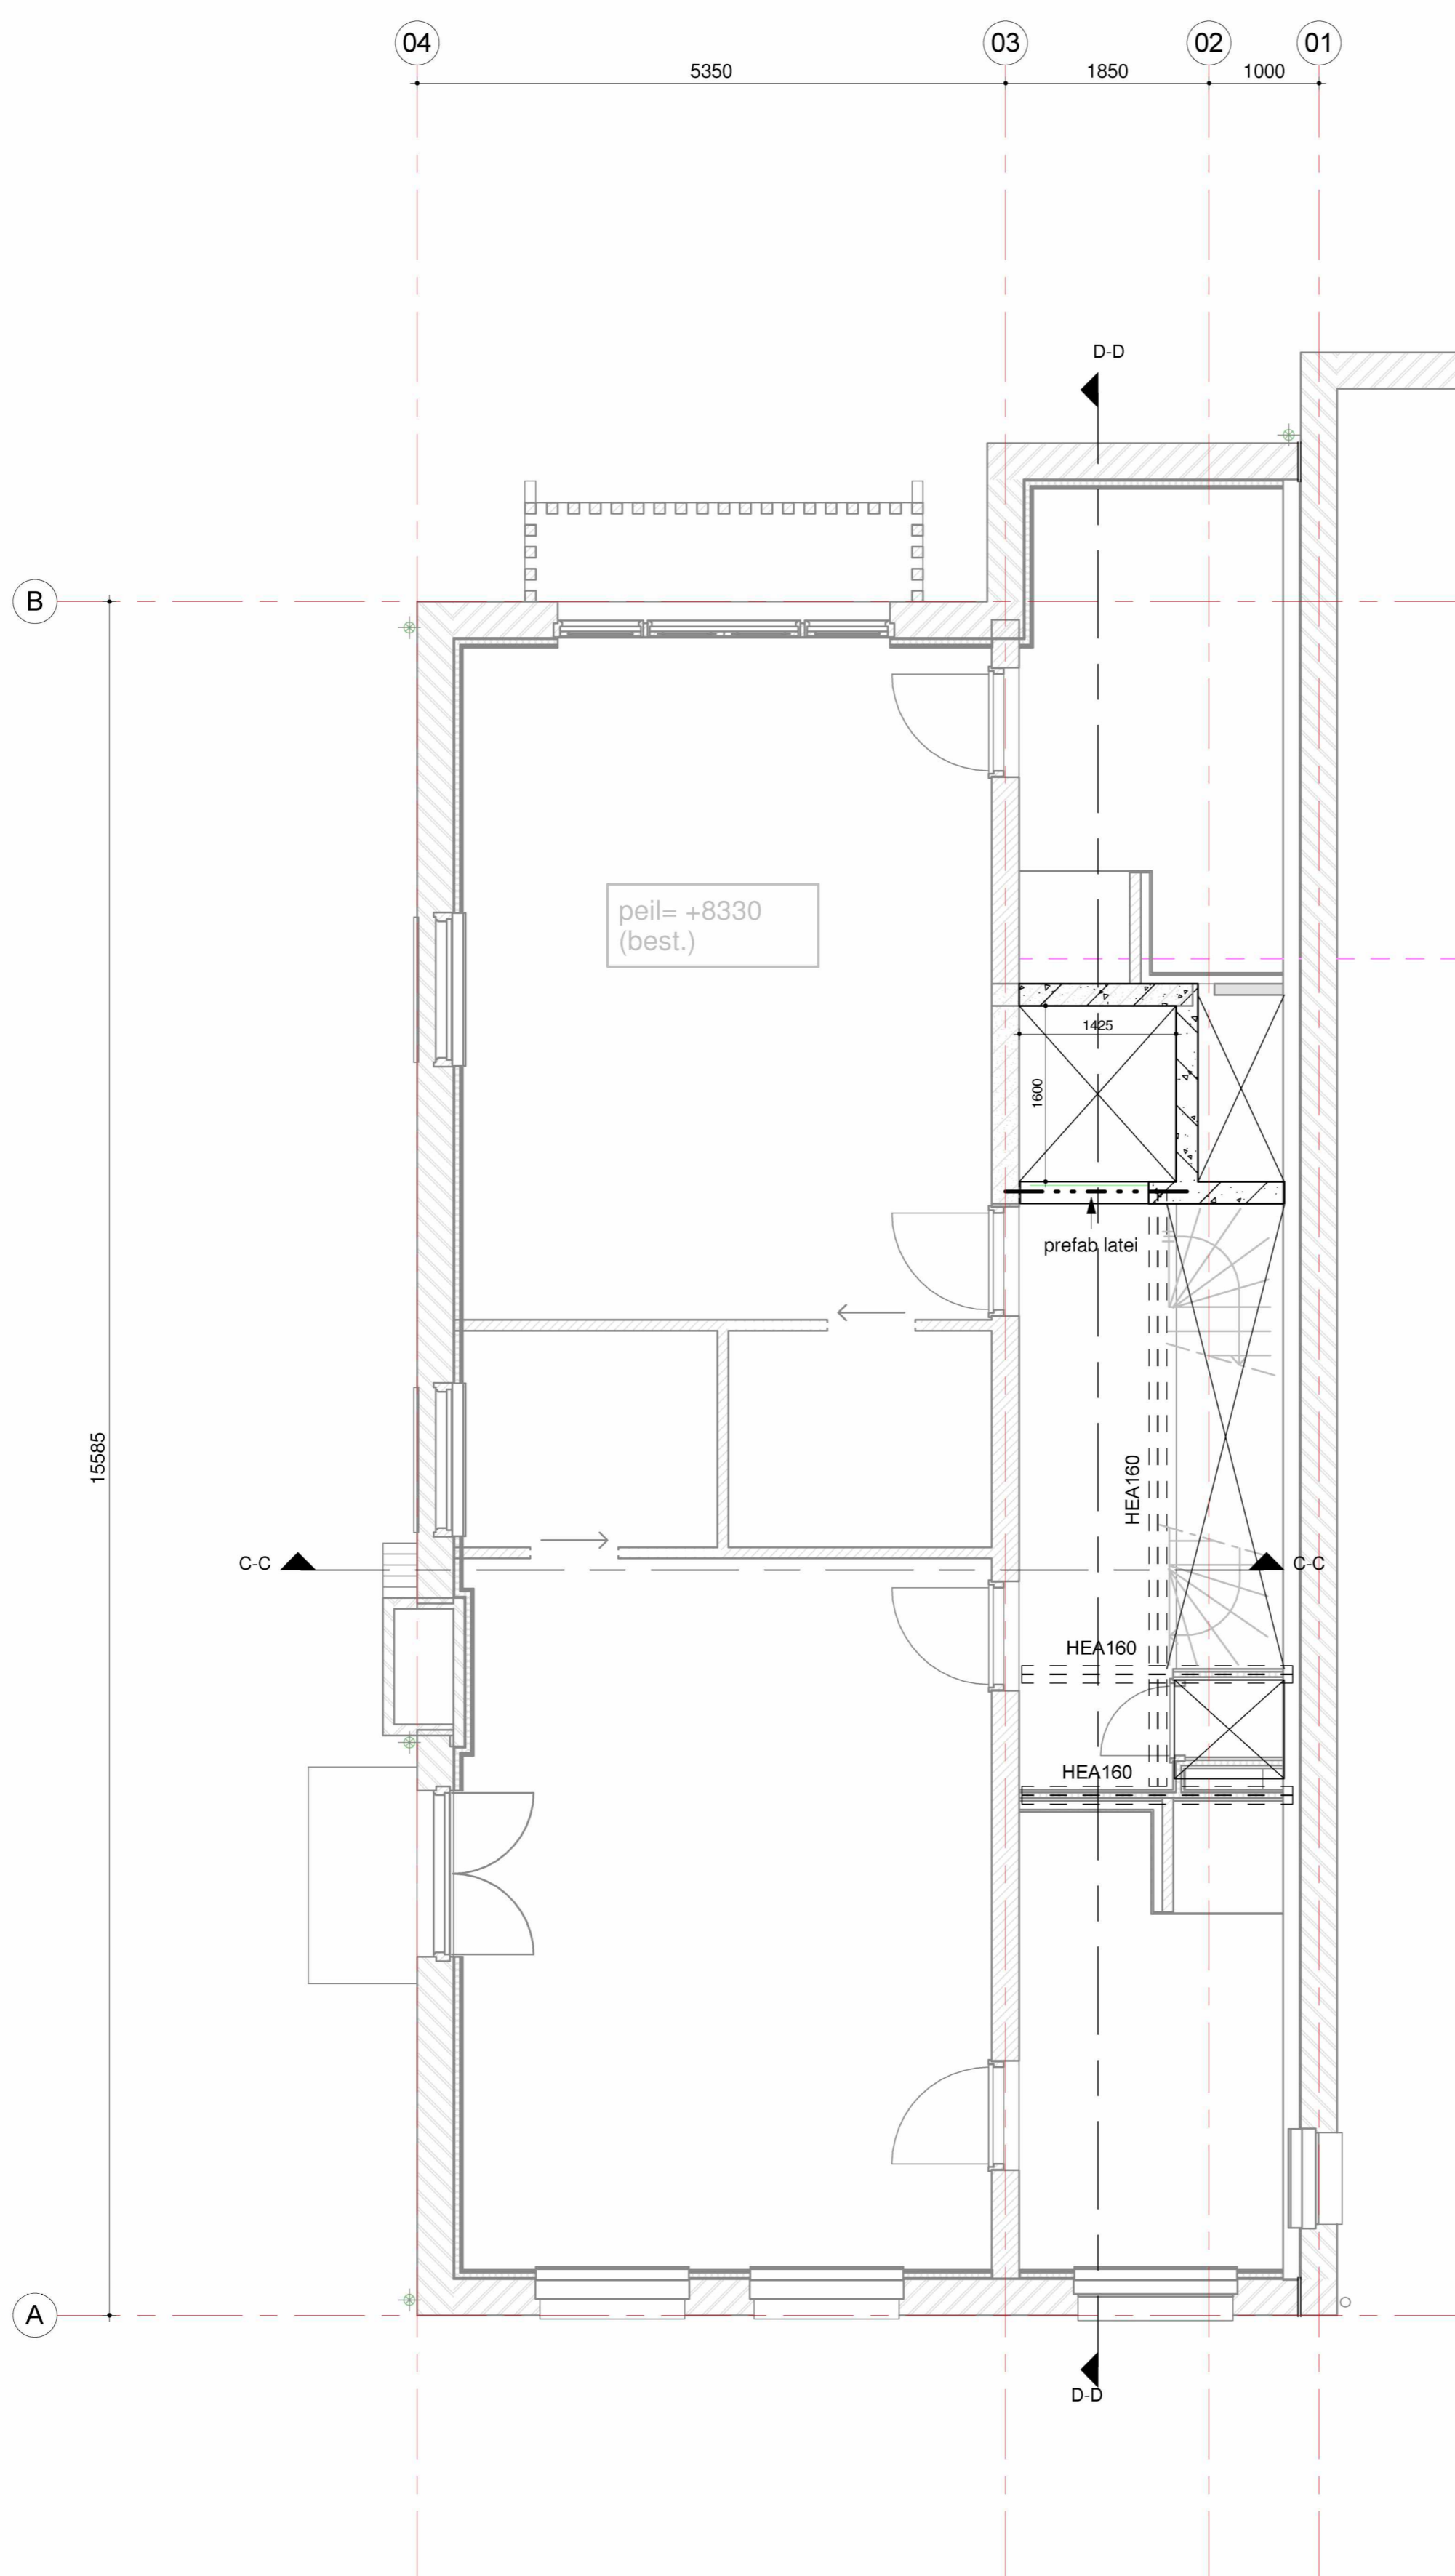 04
03
02
01
5350
1850
1000
D-D
B
peil= +8330
(best.)
1425
1600
prefab latei
15585
HEA160
C-C
C-C
HEA160
HEA160
A
D-D